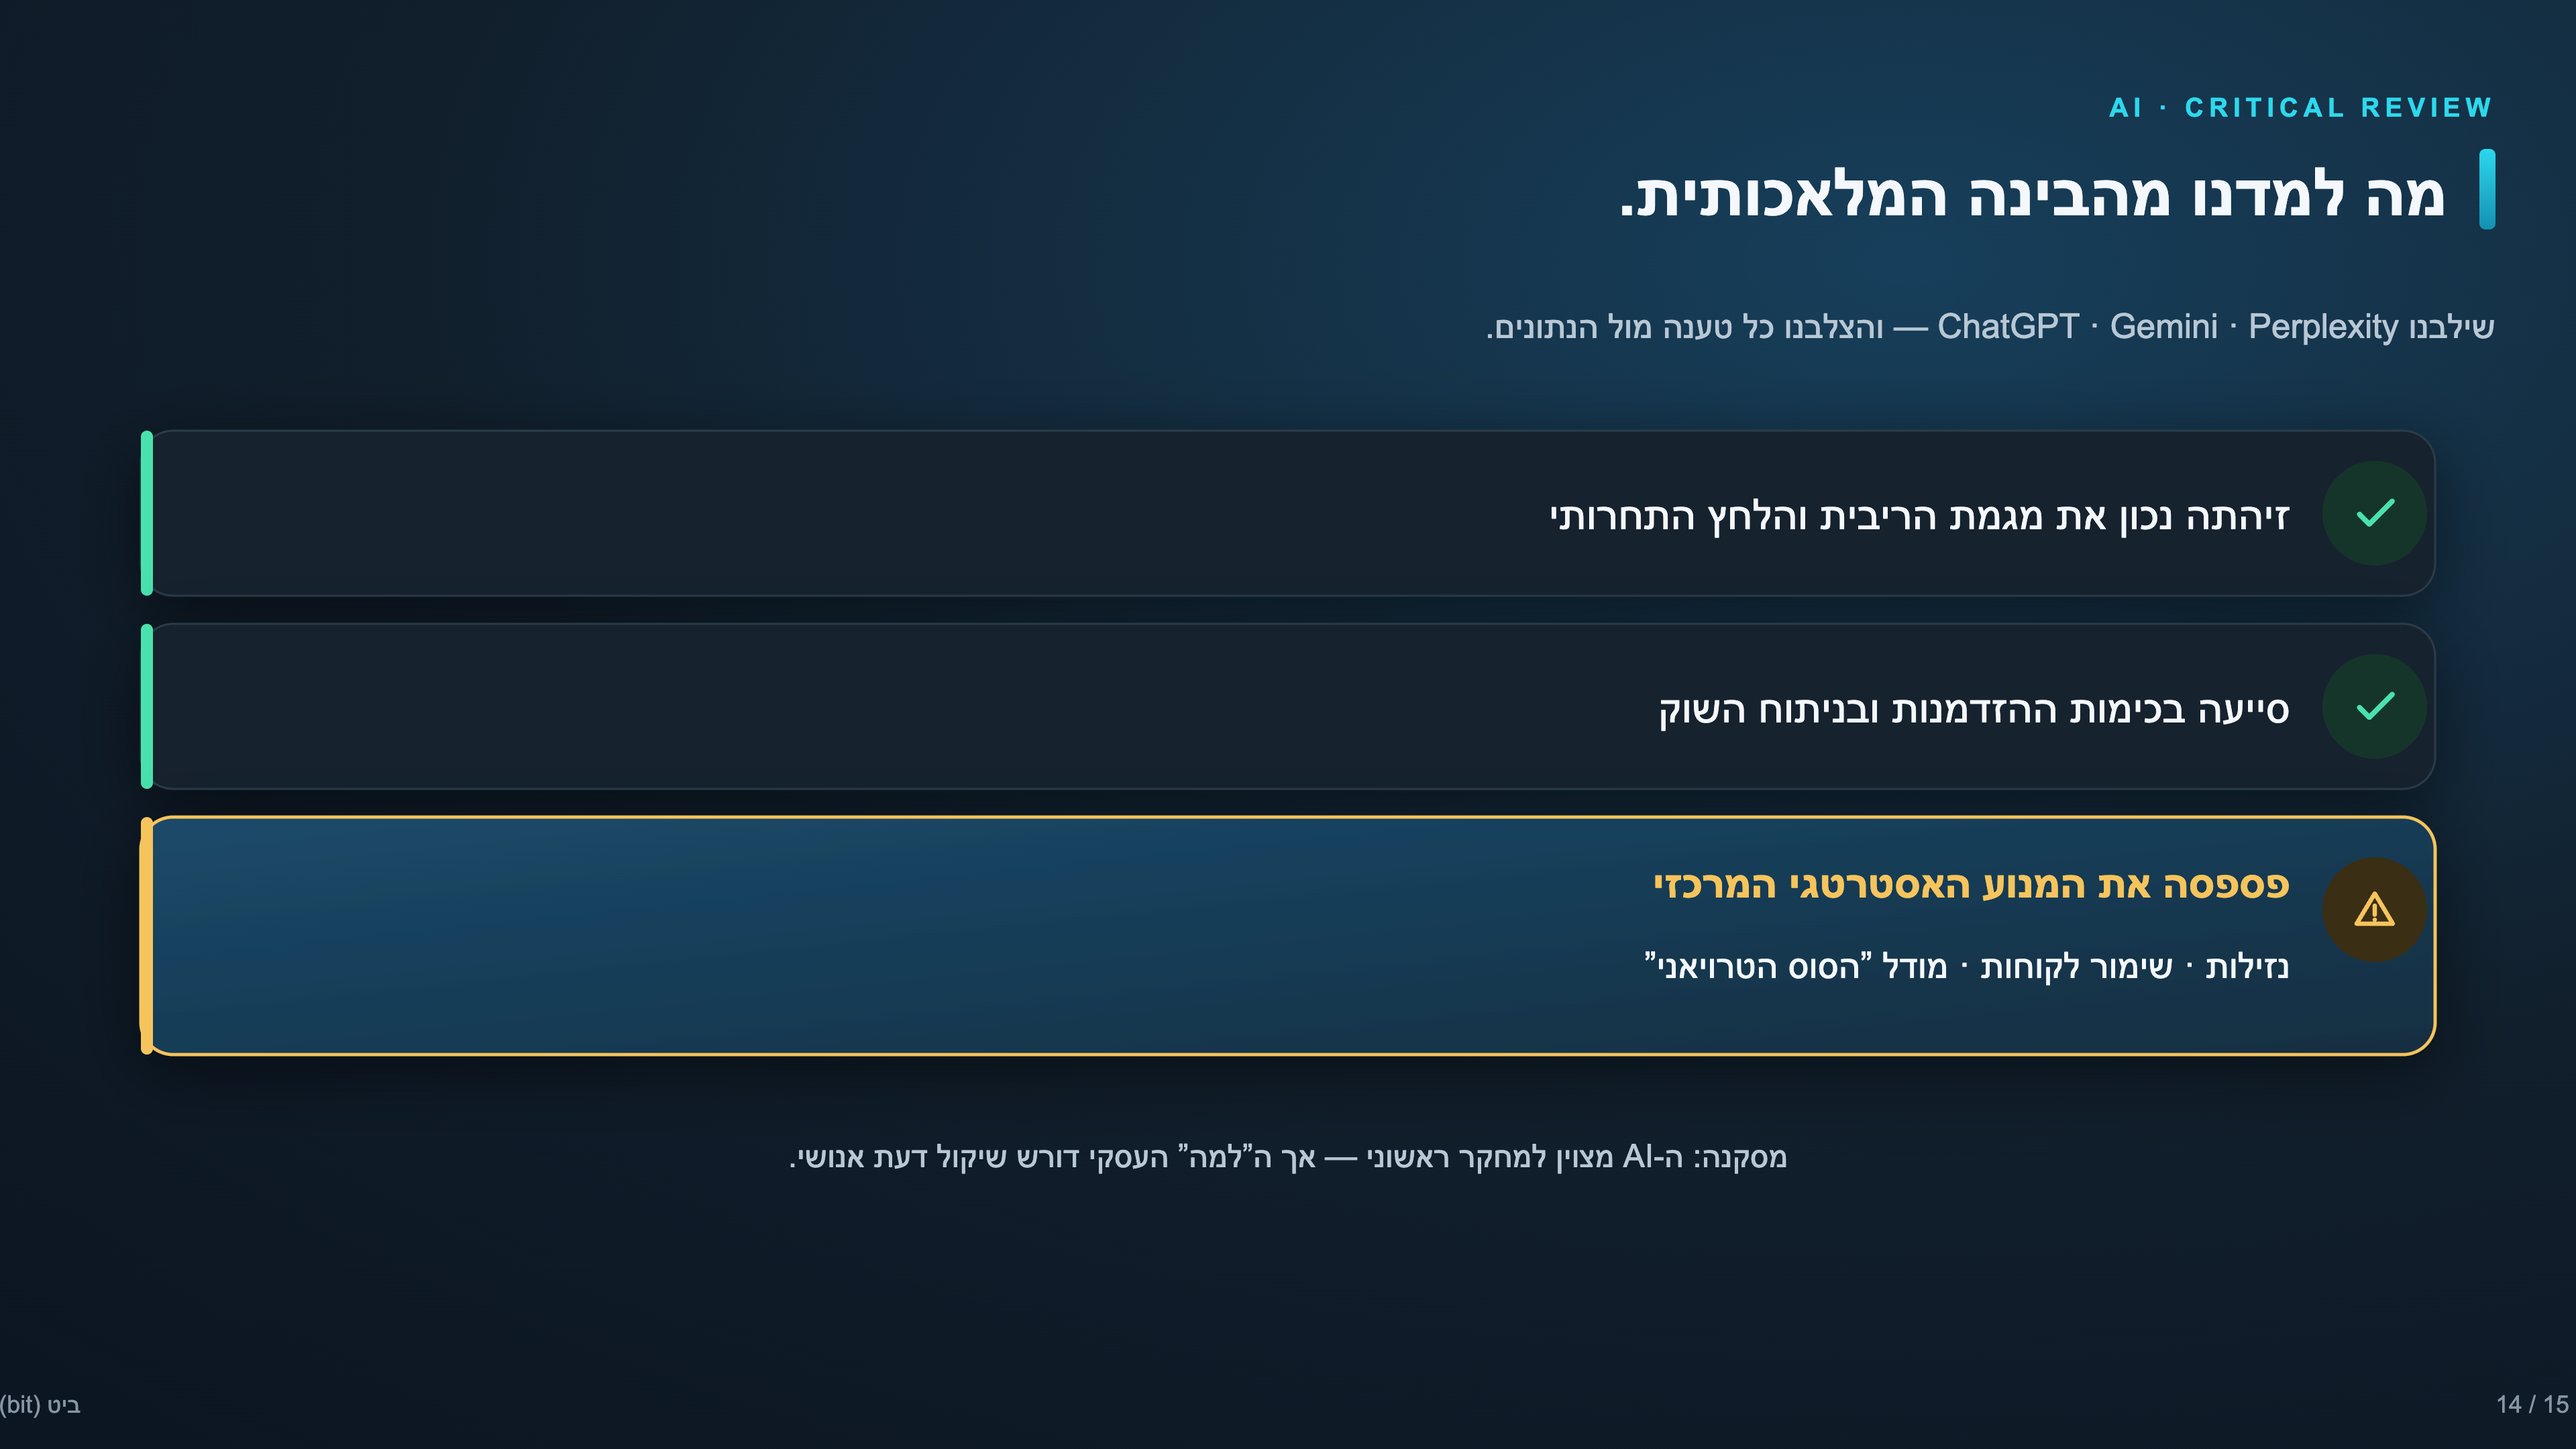 AI · CRITICAL REVIEW
מה למדנו מהבינה המלאכותית.
שילבנו ChatGPT · Gemini · Perplexity — והצלבנו כל טענה מול הנתונים.
זיהתה נכון את מגמת הריבית והלחץ התחרותי
סייעה בכימות ההזדמנות ובניתוח השוק
פספסה את המנוע האסטרטגי המרכזי
נזילות · שימור לקוחות · מודל ”הסוס הטרויאני”
מסקנה: ה-AI מצוין למחקר ראשוני — אך ה”למה” העסקי דורש שיקול דעת אנושי.
ביט (bit)
14 / 15